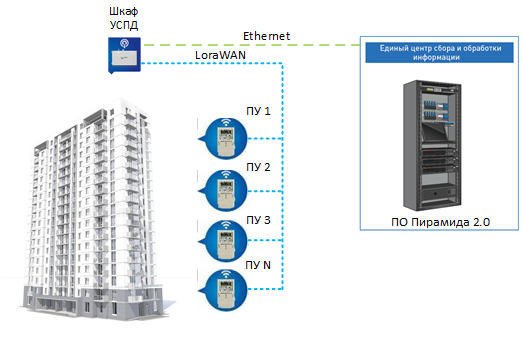 Шкаф
УСПД
Ethernet
LoraWAN
Единый центр сбора и обработки
информации
ПУ 1
ПУ 2
ПУ 3
ПУ N
ПО Пирамида 2.0